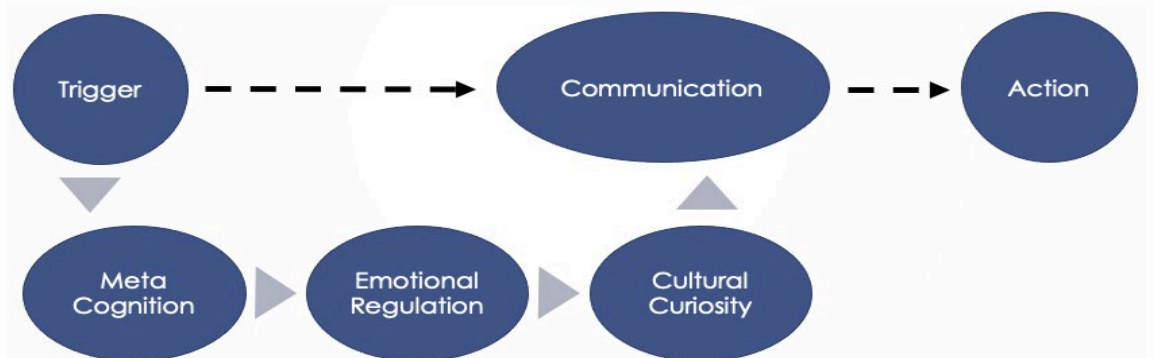 Trigger
Communication
Action
Meta
Cognition
Emotional
Regulation
Cultural
Curiosity